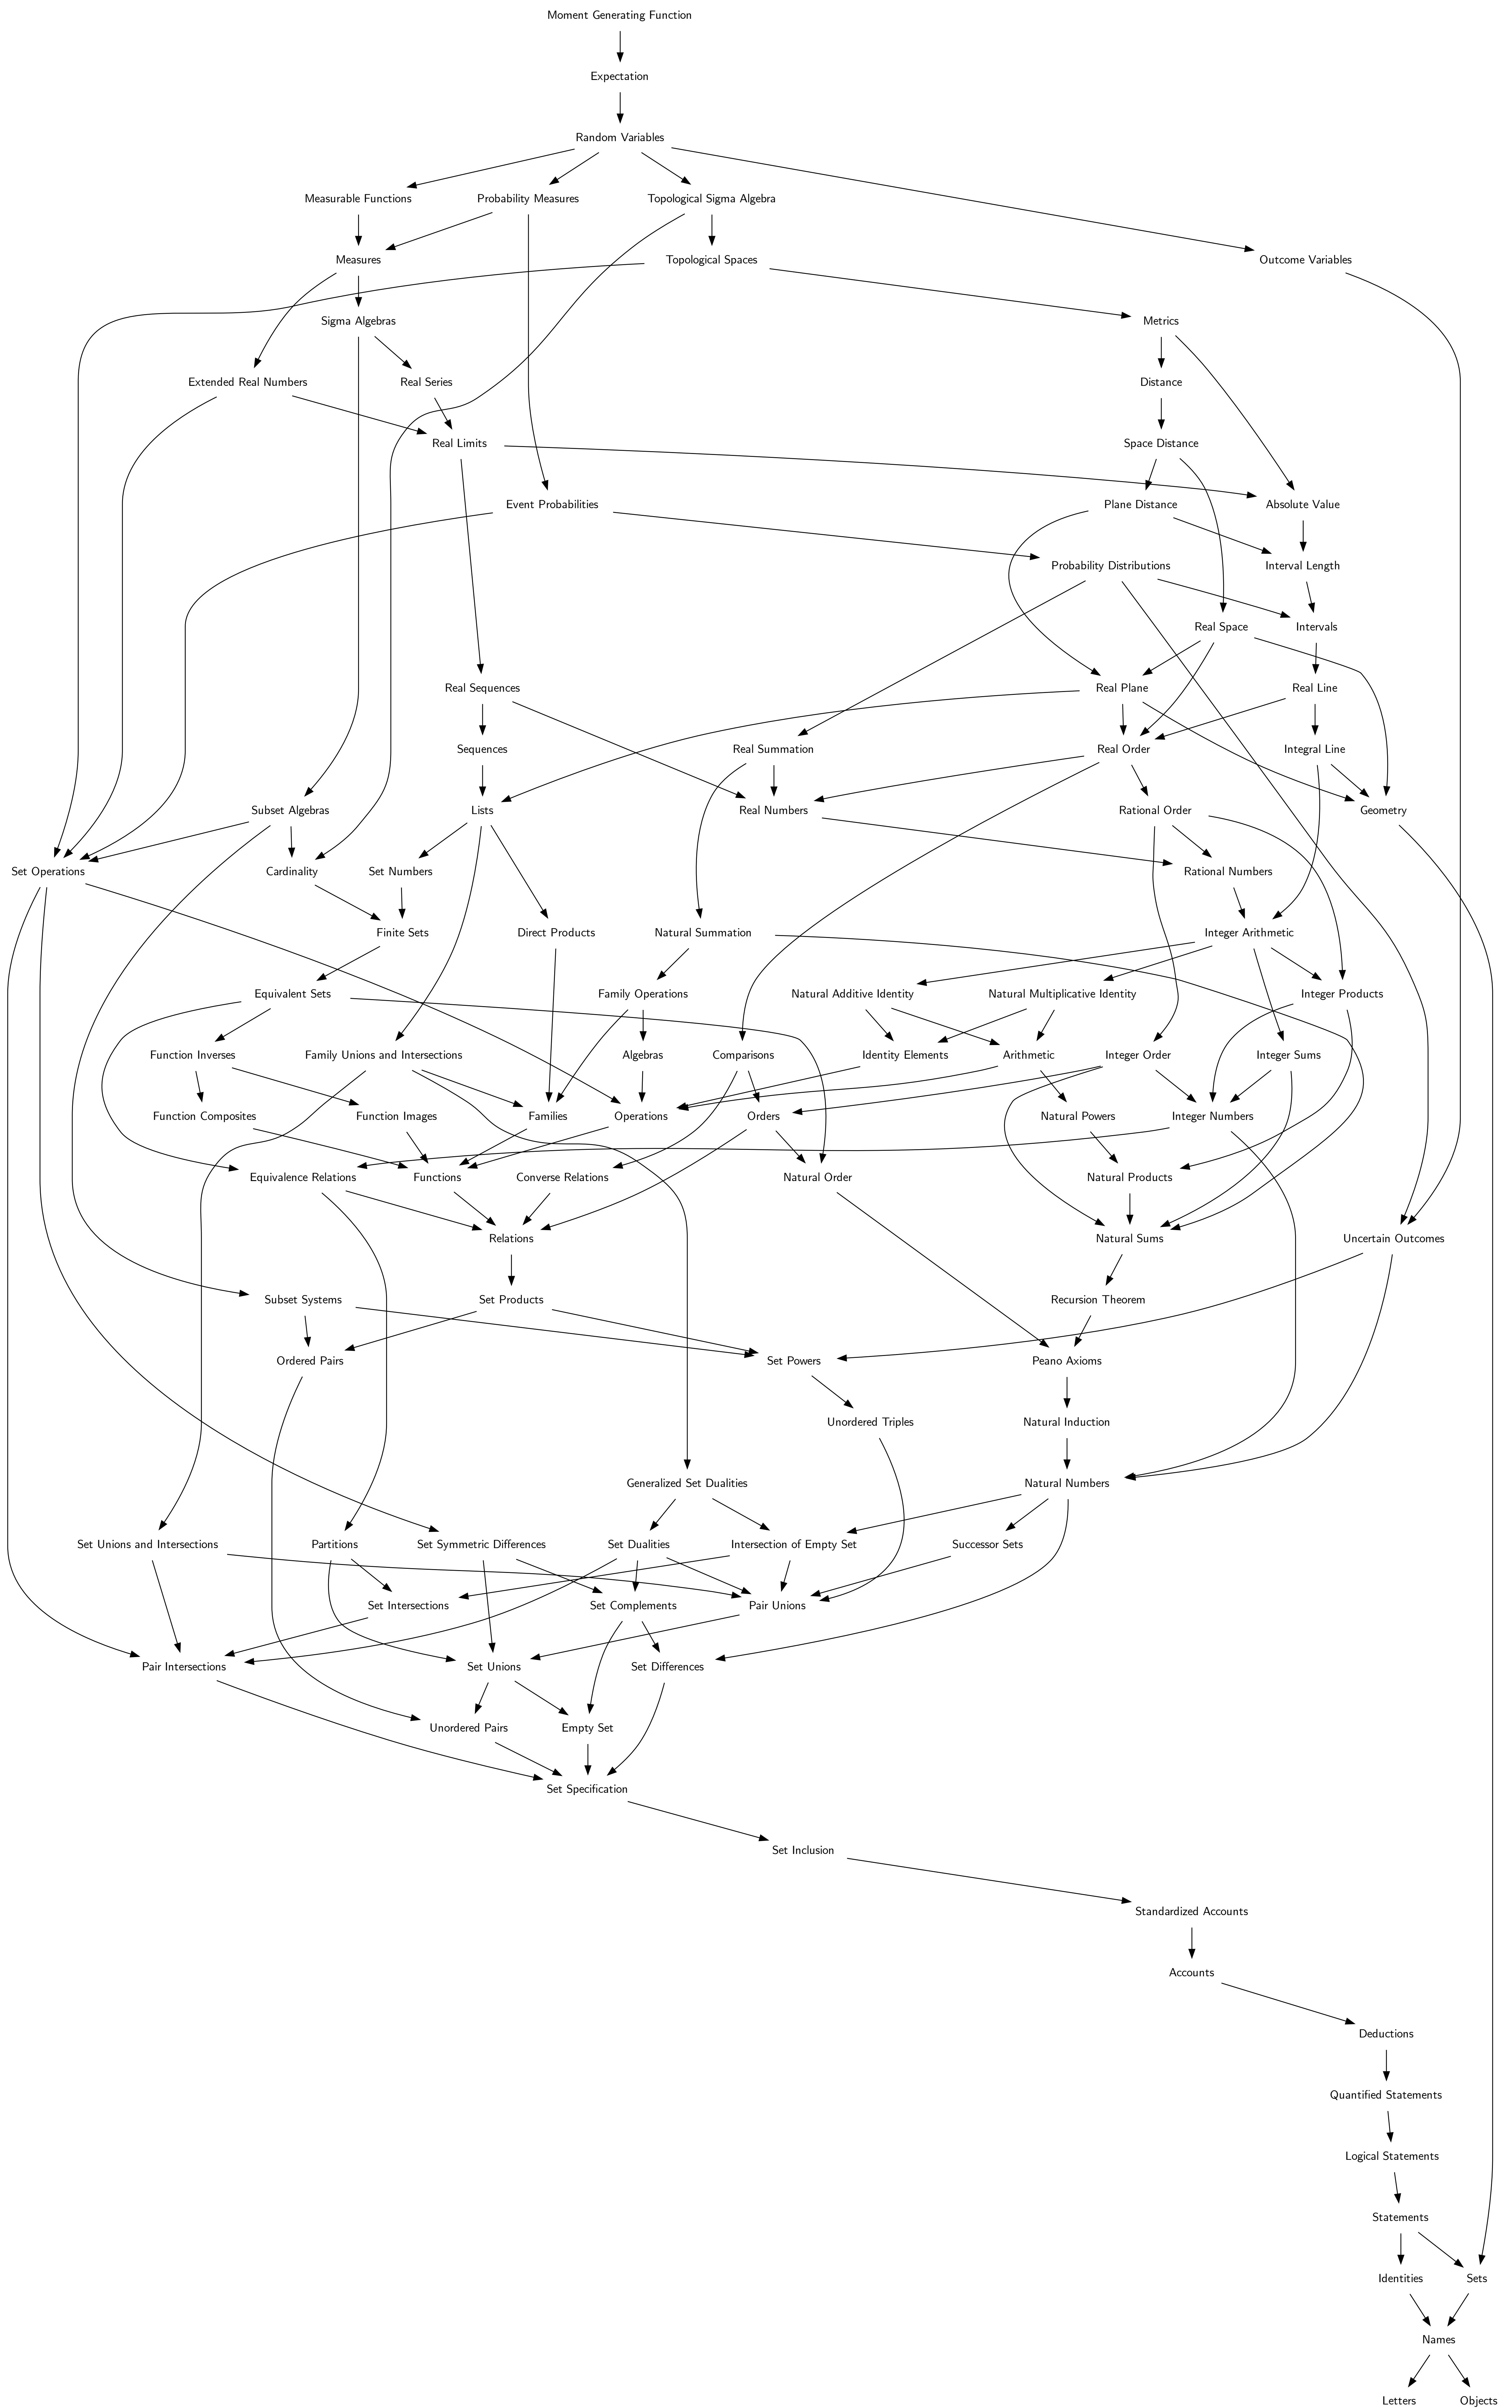 Moment Generating Function
Expectation
Random Variables
Measurable Functions
Probability Measures
Topological Sigma Algebra
Measures
Topological Spaces
Outcome Variables
Sigma Algebras
Metrics
Extended Real Numbers
Real Series
Distance
Real Limits
Space Distance
Event Probabilities
Plane Distance
Absolute Value
Probability Distributions
Interval Length
Real Space
Intervals
Real Sequences
Real Plane
Real Line
Sequences
Real Summation
Real Order
Integral Line
Subset Algebras
Lists
Real Numbers
Rational Order
Geometry
Set Operations
Cardinality
Set Numbers
Rational Numbers
Finite Sets
Direct Products
Natural Summation
Integer Arithmetic
Equivalent Sets
Family Operations
Natural Additive Identity
Natural Multiplicative Identity
Integer Products
Function Inverses
Family Unions and Intersections
Algebras
Comparisons
Identity Elements
Arithmetic
Integer Order
Integer Sums
Function Composites
Function Images
Families
Operations
Orders
Natural Powers
Integer Numbers
Equivalence Relations
Functions
Converse Relations
Natural Order
Natural Products
Relations
Natural Sums
Uncertain Outcomes
Subset Systems
Set Products
Recursion Theorem
Ordered Pairs
Set Powers
Peano Axioms
Unordered Triples
Natural Induction
Generalized Set Dualities
Natural Numbers
Set Unions and Intersections
Partitions
Set Symmetric Differences
Set Dualities
Intersection of Empty Set
Successor Sets
Set Intersections
Set Complements
Pair Unions
Pair Intersections
Set Unions
Set Differences
Unordered Pairs
Empty Set
Set Specification
Set Inclusion
Standardized Accounts
Accounts
Deductions
Quantified Statements
Logical Statements
Statements
Identities
Sets
Names
Letters
Objects